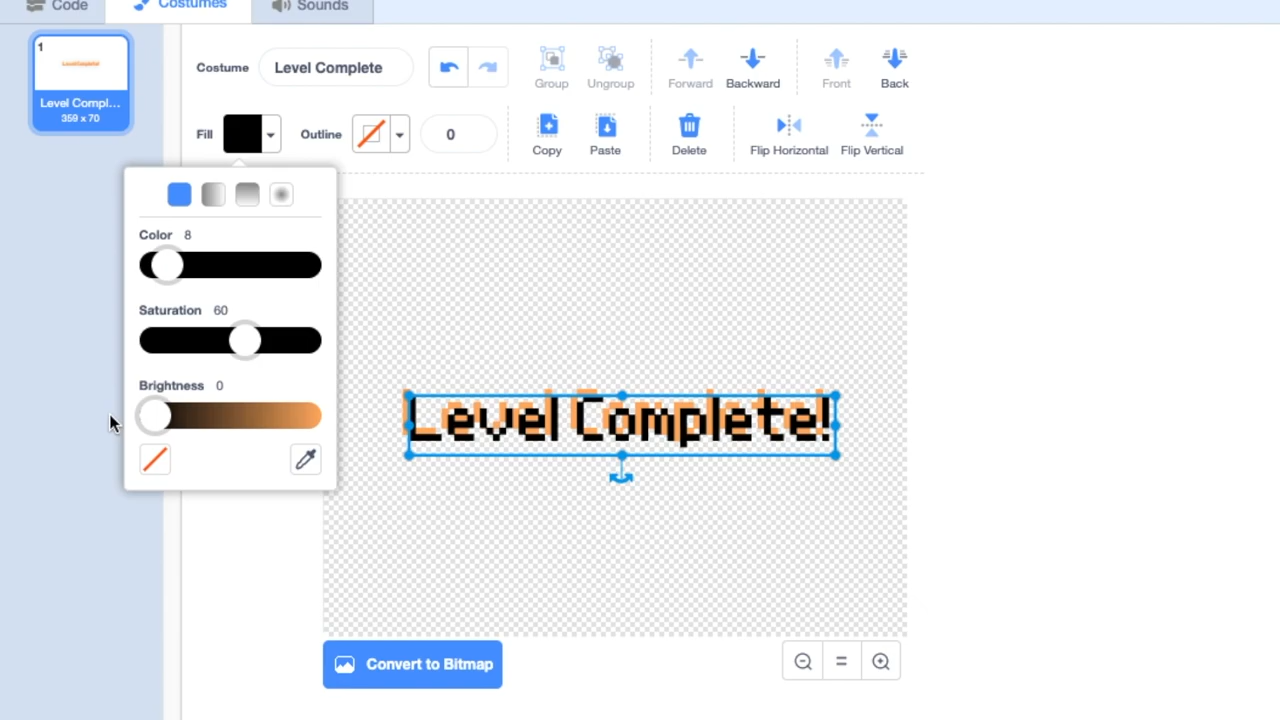 Code
Costumes
Sounds
1
Level Compl...
359 x 70
Costume
Level Complete
Group
Ungroup
Forward
Backward
Front
Back
Fill
Outline
0
Copy
Paste
Delete
Flip Horizontal
Flip Vertical
Color 8
Saturation 60
Brightness 0
Level Complete!
Convert to Bitmap